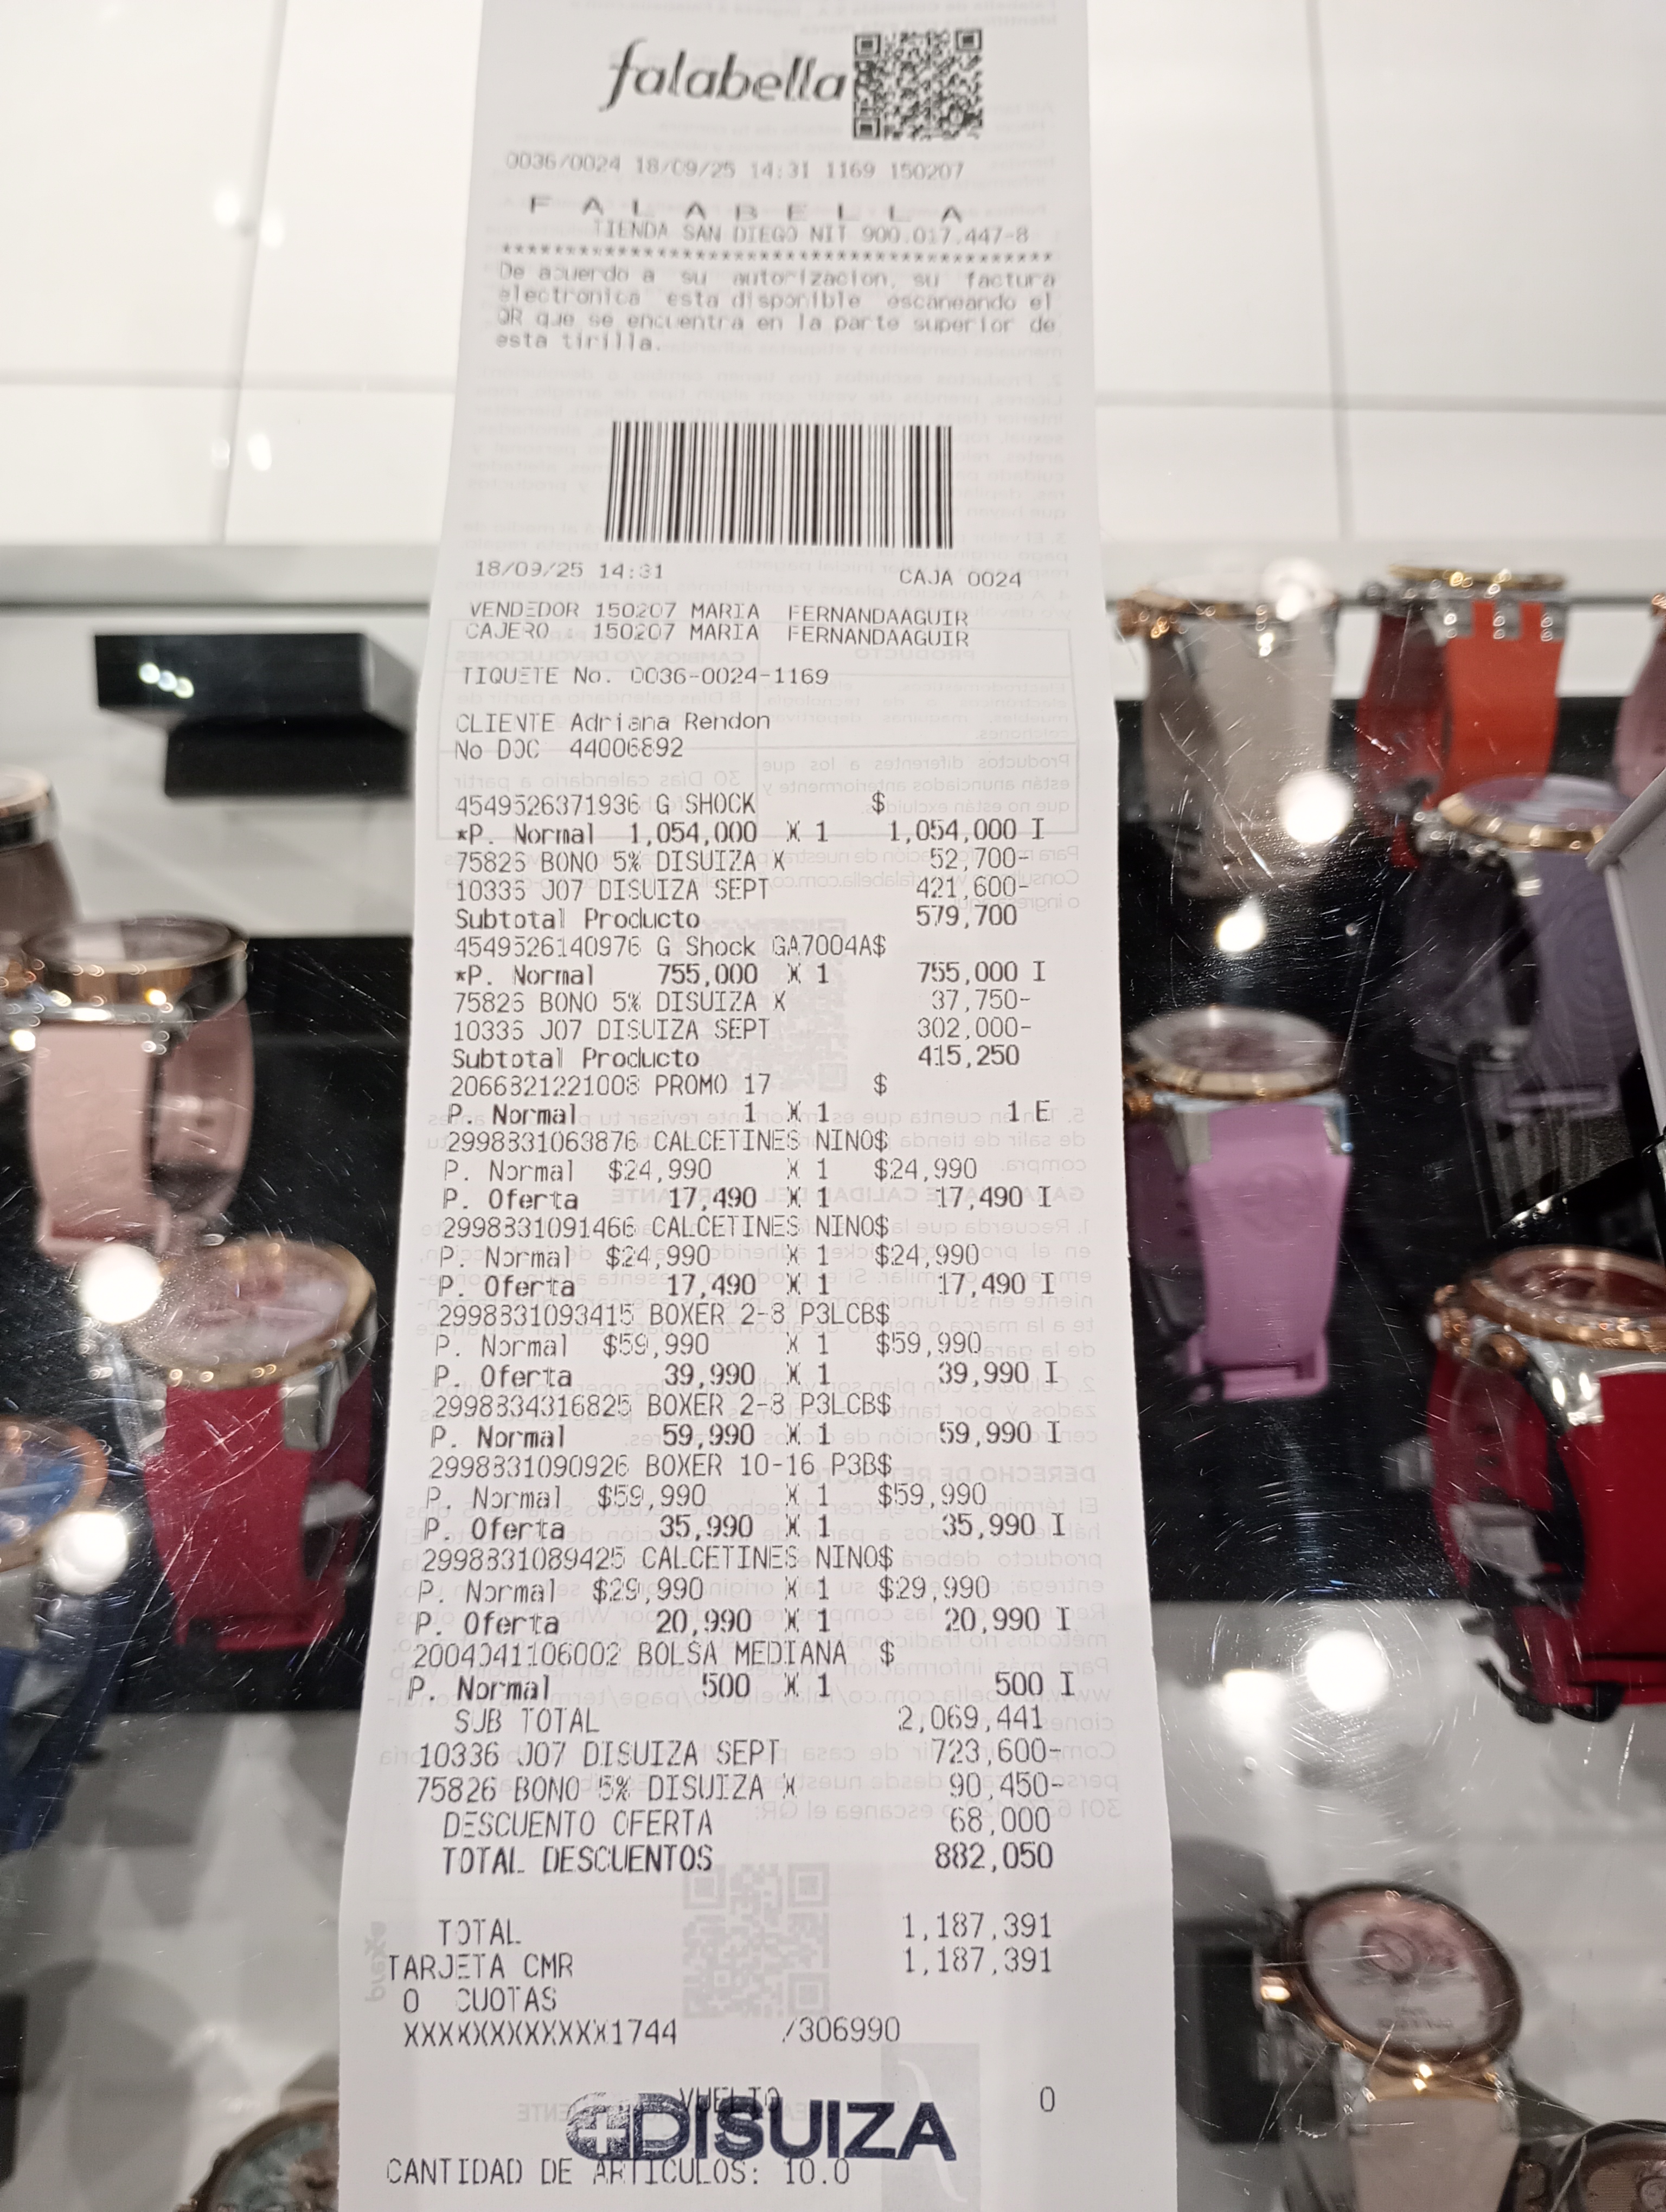 falabella
0036/0024 18/09/25 14:31 1169 150207
F A L A B E L L A
TIENDA SAN DIEGO NIT 900.017.447-8
************************************************
De acuerdo a su autorizacion, su factura
electronica esta disponible escaneando el
QR que se encuentra en la parte superior de
esta tirilla.
18/09/25 14:31 CAJA 0024
VENDEDOR 150207 MARIA FERNANDAAGUIR
CAJERO : 150207 MARIA FERNANDAAGUIR
TIQUETE No. 0036-0024-1169
CLIENTE Adriana Rendon
No DOC 44006892
4549526371936 G SHOCK $
*P. Normal 1,054,000 X 1 1,054,000 I
75826 BONO 5% DISUIZA X 52,700-
10336 J07 DISUIZA SEPT 421,600-
Subtotal Producto 579,700
4549526140976 G Shock GA7004A$
*P. Normal 755,000 X 1 755,000 I
75826 BONO 5% DISUIZA X 37,750-
10336 J07 DISUIZA SEPT 302,000-
Subtotal Producto 415,250
2066321221008 PROMO 17 $
P. Normal 1 X 1 1 E
2998331063876 CALCETINES NINO$
P. Normal $24,990 X 1 $24,990
P. Oferta 17,490 X 1 17,490 I
2998331091466 CALCETINES NINO$
P. Normal $24,990 X 1 $24,990
P. Oferta 17,490 X 1 17,490 I
2998331093415 BOXER 2-8 P3LCB$
P. Normal $59,990 X 1 $59,990
P. Oferta 39,990 X 1 39,990 I
2998334316825 BOXER 2-8 P3LCB$
P. Normal 59,990 X 1 59,990 I
2998331090926 BOXER 10-16 P3B$
P. Normal $59,990 X 1 $59,990
P. Oferta 35,990 X 1 35,990 I
2998331089425 CALCETINES NINO$
P. Normal $29,990 X 1 $29,990
P. Oferta 20,990 X 1 20,990 I
2004041106002 BOLSA MEDIANA $
P. Normal 500 X 1 500 I
SUB TOTAL 2,069,441
10336 J07 DISUIZA SEPT 723,600-
75826 BONO 5% DISUIZA X 90,450-
DESCUENTO OFERTA 68,000
TOTAL DESCUENTOS 882,050
TOTAL 1,187,391
TARJETA CMR 1,187,391
0 CUOTAS
XXXXXXXXXXXX1744 /306990
VUELTO 0
DISUIZA
CANTIDAD DE ARTICULOS: 10.0